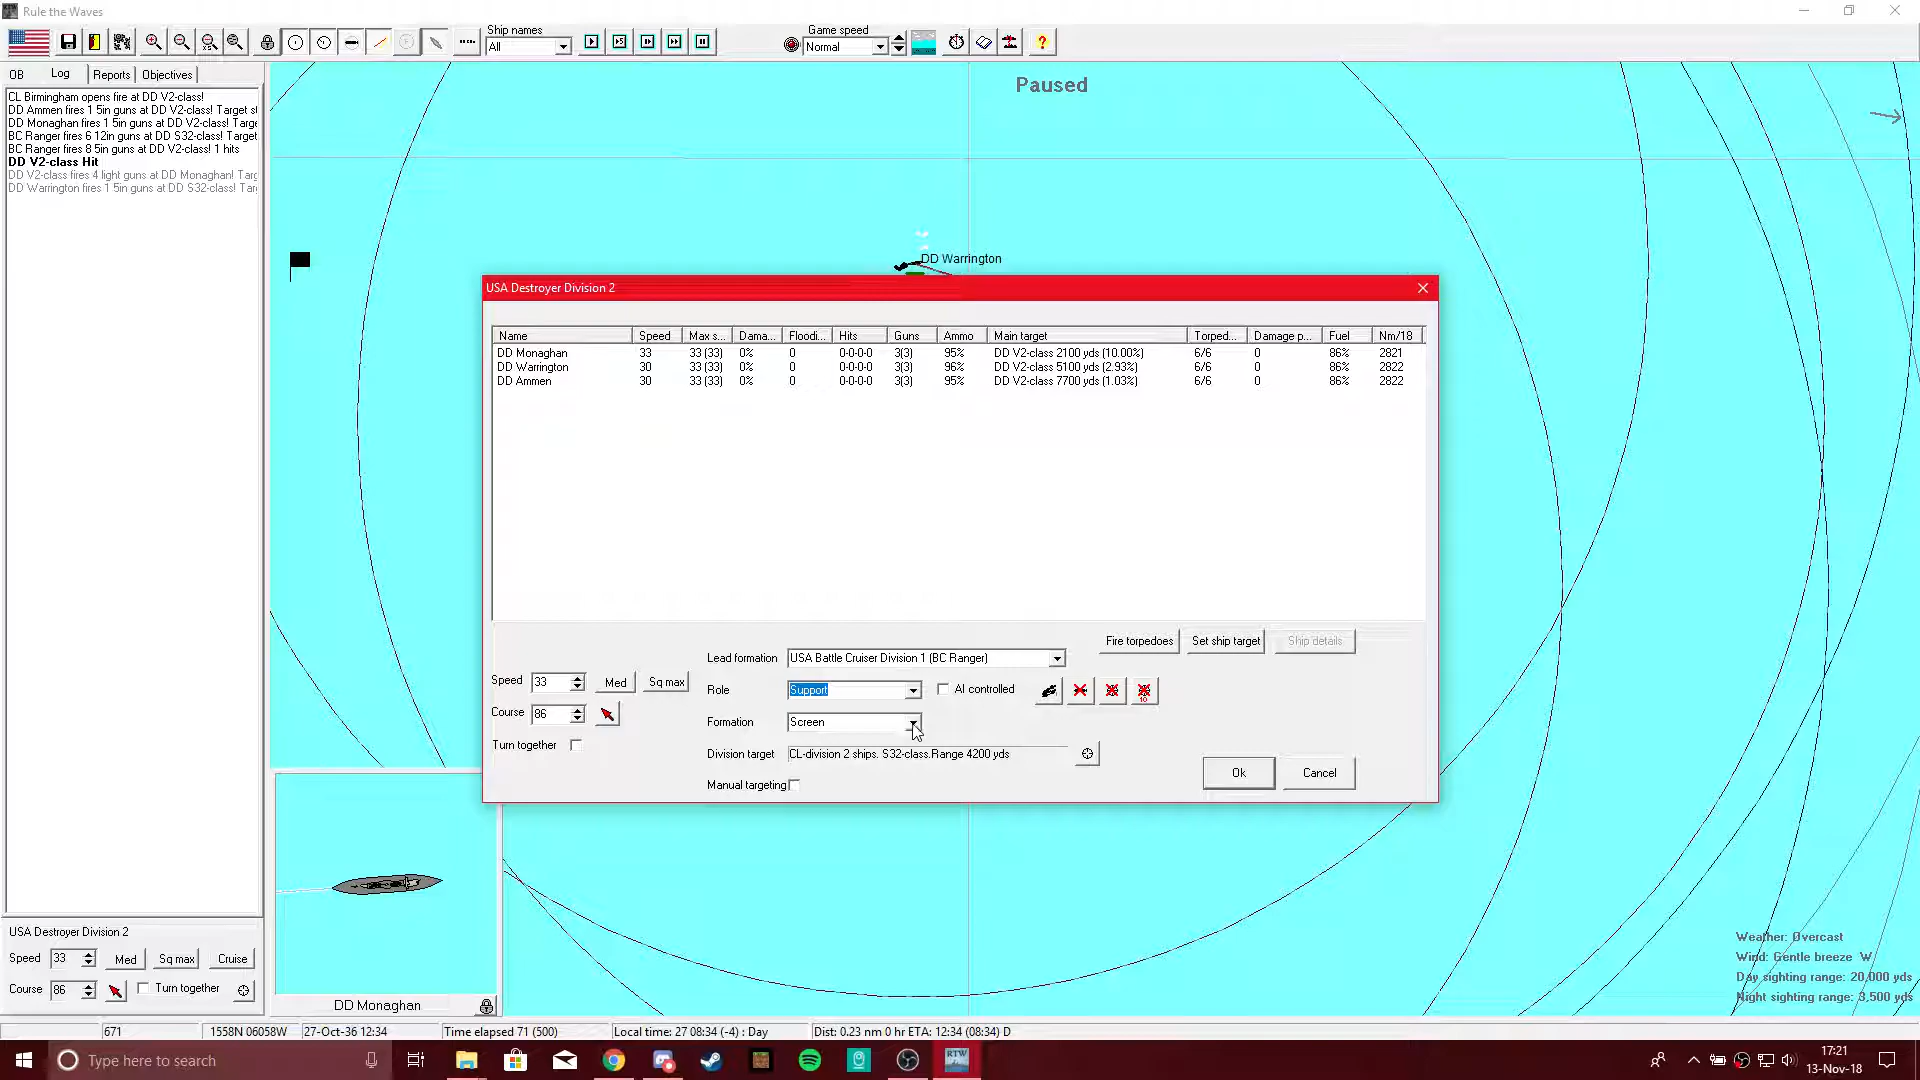 Rule the Waves
Ship names
All
Game speed
Normal
OB Log Reports Objectives
CL Birmingham opens fire at DD V2-class!
DD Ammen fires 1 5in guns at DD V2-class! Target s
DD Monaghan fires 1 5in guns at DD V2-class! Targe
BC Ranger fires 6 12in guns at DD S32-class! Target
BC Ranger fires 8 5in guns at DD V2-class! 1 hits
DD V2-class Hit
DD V2-class fires 4 light guns at DD Monaghan! Targ
DD Warrington fires 1 5in guns at DD S32-class! Tar
Paused
DD Warrington
USA Destroyer Division 2
Name Speed Max s... Dama... Floodi... Hits Guns Ammo Main target Torped... Damage p... Fuel Nm/18
DD Monaghan 33 33 (33) 0% 0 0-0-0-0 3(3) 95% DD V2-class 2100 yds (10.00%) 6/6 0 86% 2821
DD Warrington 30 33 (33) 0% 0 0-0-0-0 3(3) 96% DD V2-class 5100 yds (2.93%) 6/6 0 86% 2822
DD Ammen 30 33 (33) 0% 0 0-0-0-0 3(3) 95% DD V2-class 7700 yds (1.03%) 6/6 0 86% 2822
Fire torpedoes Set ship target Ship details
Lead formation USA Battle Cruiser Division 1 (BC Ranger)
Speed 33 Med Sq max
Role Support AI controlled
10
Course 86
Formation Screen
Turn together
Division target CL-division 2 ships. S32-class.Range 4200 yds
Manual targeting
Ok Cancel
USA Destroyer Division 2
Speed 33 Med Sq max Cruise
Course 86 Turn together
DD Monaghan
Weather: Overcast
Wind: Gentle breeze W
Day sighting range: 20,000 yds
Night sighting range: 3,500 yds
671 1558N 06058W 27-Oct-36 12:34 Time elapsed 71 (500) Local time: 27 08:34 (-4) : Day Dist: 0.23 nm 0 hr ETA: 12:34 (08:34) D
Type here to search
RTW
17:21
13-Nov-18